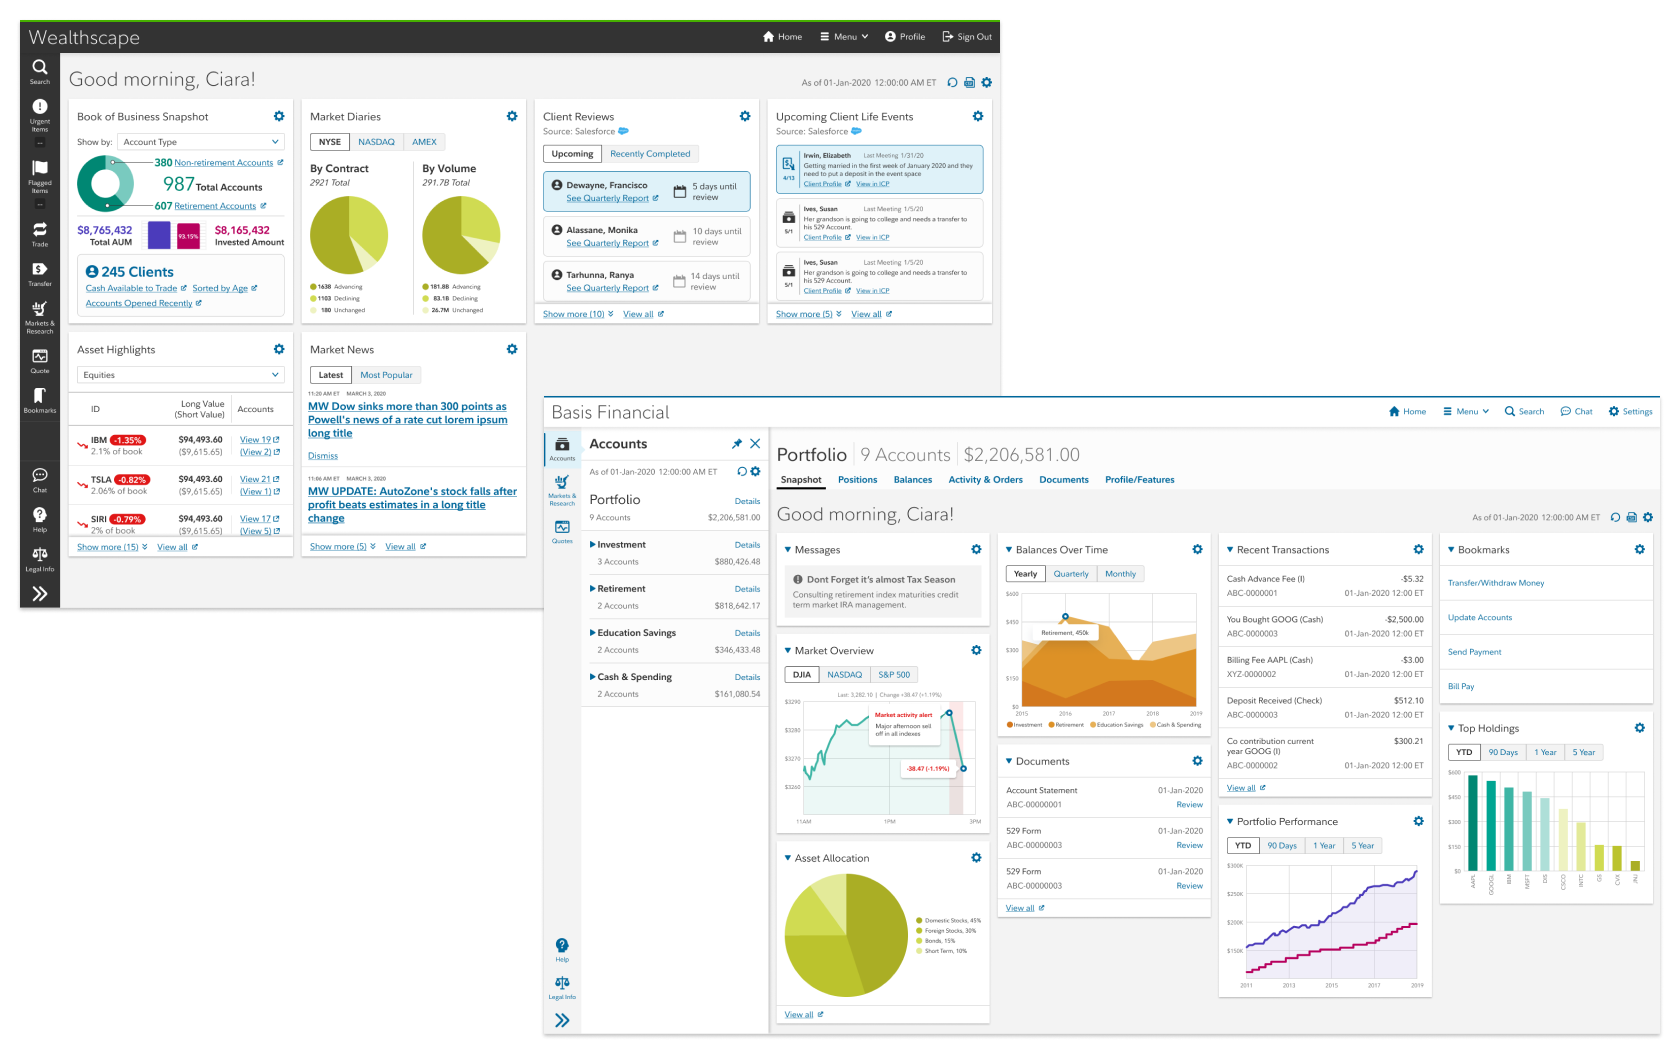 Wealthscape
Home Menu Profile Sign Out
Search
Urgent
Items
Flagged
Items
Trade
Transfer
Markets &
Research
Quote
Bookmarks
Chat
Help
Legal Info
Good morning, Ciara!
As of 01-Jan-2020 12:00:00 AM ET
Book of Business Snapshot
Show by: Account Type
380 Non-retirement Accounts
987 Total Accounts
607 Retirement Accounts
$8,765,432
Total AUM
93.15%
$8,165,432
Invested Amount
245 Clients
Cash Available to Trade Sorted by Age
Accounts Opened Recently
Market Diaries
NYSE NASDAQ AMEX
By Contract
2921 Total
1638 Advancing
1103 Declining
180 Unchanged
By Volume
291.7B Total
181.8B Advancing
83.1B Declining
26.7M Unchanged
Client Reviews
Source: Salesforce
Upcoming Recently Completed
Dewayne, Francisco
See Quarterly Report
5 days until
review
Alassane, Monika
See Quarterly Report
10 days until
review
Tarhunna, Ranya
See Quarterly Report
14 days until
review
Show more (10) View all
Upcoming Client Life Events
Source: Salesforce
4/13
Irwin, Elizabeth Last Meeting 1/31/20
Getting married in the first week of January 2020 and they
need to put a deposit in the event space
Client Profile View in ICP
5/1
Ives, Susan Last Meeting 1/5/20
Her grandson is going to college and needs a transfer to
his 529 Account.
Client Profile View in ICP
5/1
Ives, Susan Last Meeting 1/5/20
Her grandson is going to college and needs a transfer to
his 529 Account.
Client Profile View in ICP
Show more (5) View all
Asset Highlights
Equities
ID Long Value
(Short Value) Accounts
IBM -1.35% $94,493.60 View 19
2.1% of book ($9,615.65) (View 2)
TSLA -0.82% $94,493.60 View 21
2.06% of book ($9,615.65) (View 1)
SIRI -0.79% $94,493.60 View 17
2% of book ($9,615.65) (View 5)
Show more (15) View all
Market News
Latest Most Popular
11:20 AM ET MARCH 3, 2020
MW Dow sinks more than 300 points as
Powell's news of a rate cut lorem ipsum
long title
Dismiss
11:06 AM ET MARCH 3, 2020
MW UPDATE: AutoZone's stock falls after
profit beats estimates in a long title
change
Show more (5) View all
Basis Financial
Home Menu Search Chat Settings
Accounts
Markets &
Research
Quotes
Help
Legal Info
Accounts
As of 01-Jan-2020 12:00:00 AM ET
Portfolio Details
9 Accounts $2,206,581.00
Investment Details
3 Accounts $880,426.48
Retirement Details
2 Accounts $818,642.17
Education Savings Details
2 Accounts $346,433.48
Cash & Spending Details
2 Accounts $161,080.54
Portfolio 9 Accounts $2,206,581.00
Snapshot Positions Balances Activity & Orders Documents Profile/Features
Good morning, Ciara!
As of 01-Jan-2020 12:00:00 AM ET
Messages
Dont Forget it's almost Tax Season
Consulting retirement index maturities credit
term market IRA management.
Market Overview
DJIA NASDAQ S&P 500
Last: 3,282.10 | Change +38.47 (+1.19%)
$3290
$3280
$3270
$3260
Market activity alert
Major afternoon sell
off in all indexes
-38.47 (-1.19%)
11AM 1PM 3PM
Asset Allocation
Domestic Stocks, 45%
Foreign Stocks, 30%
Bonds, 15%
Short Term, 10%
View all
Balances Over Time
Yearly Quarterly Monthly
$600
$450
$300
$150
$0
Retirement, 450k
2015 2016 2017 2018 2019
Investment Retirement Education Savings Cash & Spending
Documents
Account Statement 01-Jan-2020
ABC-00000001 Review
529 Form 01-Jan-2020
ABC-00000003 Review
529 Form 01-Jan-2020
ABC-00000003 Review
View all
Recent Transactions
Cash Advance Fee (I) -$5.32
ABC-0000001 01-Jan-2020 12:00 ET
You Bought GOOG (Cash) -$2,500.00
ABC-0000003 01-Jan-2020 12:00 ET
Billing Fee AAPL (Cash) -$3.00
XYZ-0000002 01-Jan-2020 12:00 ET
Deposit Received (Check) $512.10
ABC-0000003 01-Jan-2020 12:00 ET
Co contribution current
year GOOG (I) $300.21
ABC-0000002 01-Jan-2020 12:00 ET
View all
Portfolio Performance
YTD 90 Days 1 Year 5 Year
$300K
$250K
$200K
$150K
2011 2013 2015 2017 2019
Bookmarks
Transfer/Withdraw Money
Update Accounts
Send Payment
Bill Pay
Top Holdings
YTD 90 Days 1 Year 5 Year
$600
$450
$300
$150
$0
AAPL GOOGL IBM MSFT DIS CSCO INTC GE CVX JNJ